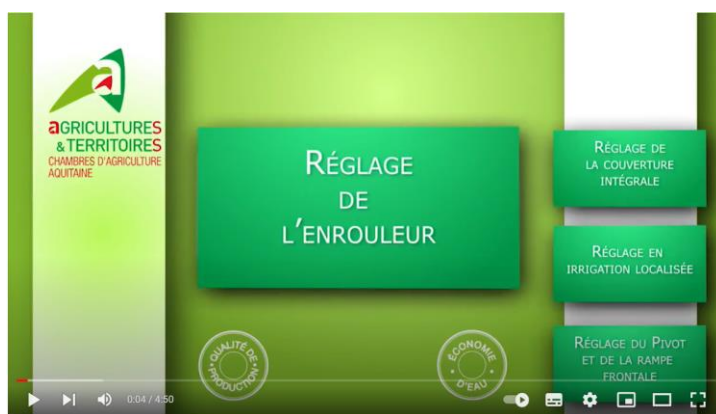 aGRICULTURES
& TERRITOIRES
CHAMBRES D'AGRICULTURE
AQUITAINE
RÉGLAGE
DE
L'ENROULEUR
RÉGLAGE DE
LA COUVERTURE
INTÉGRALE
RÉGLAGE EN
IRRIGATION LOCALISÉE
RÉGLAGE DU PIVOT
ET DE LA RAMPE
FRONTALE
QUALITÉ DE
PRODUCTION
ÉCONOMIE
D'EAU
0:04 / 4:50